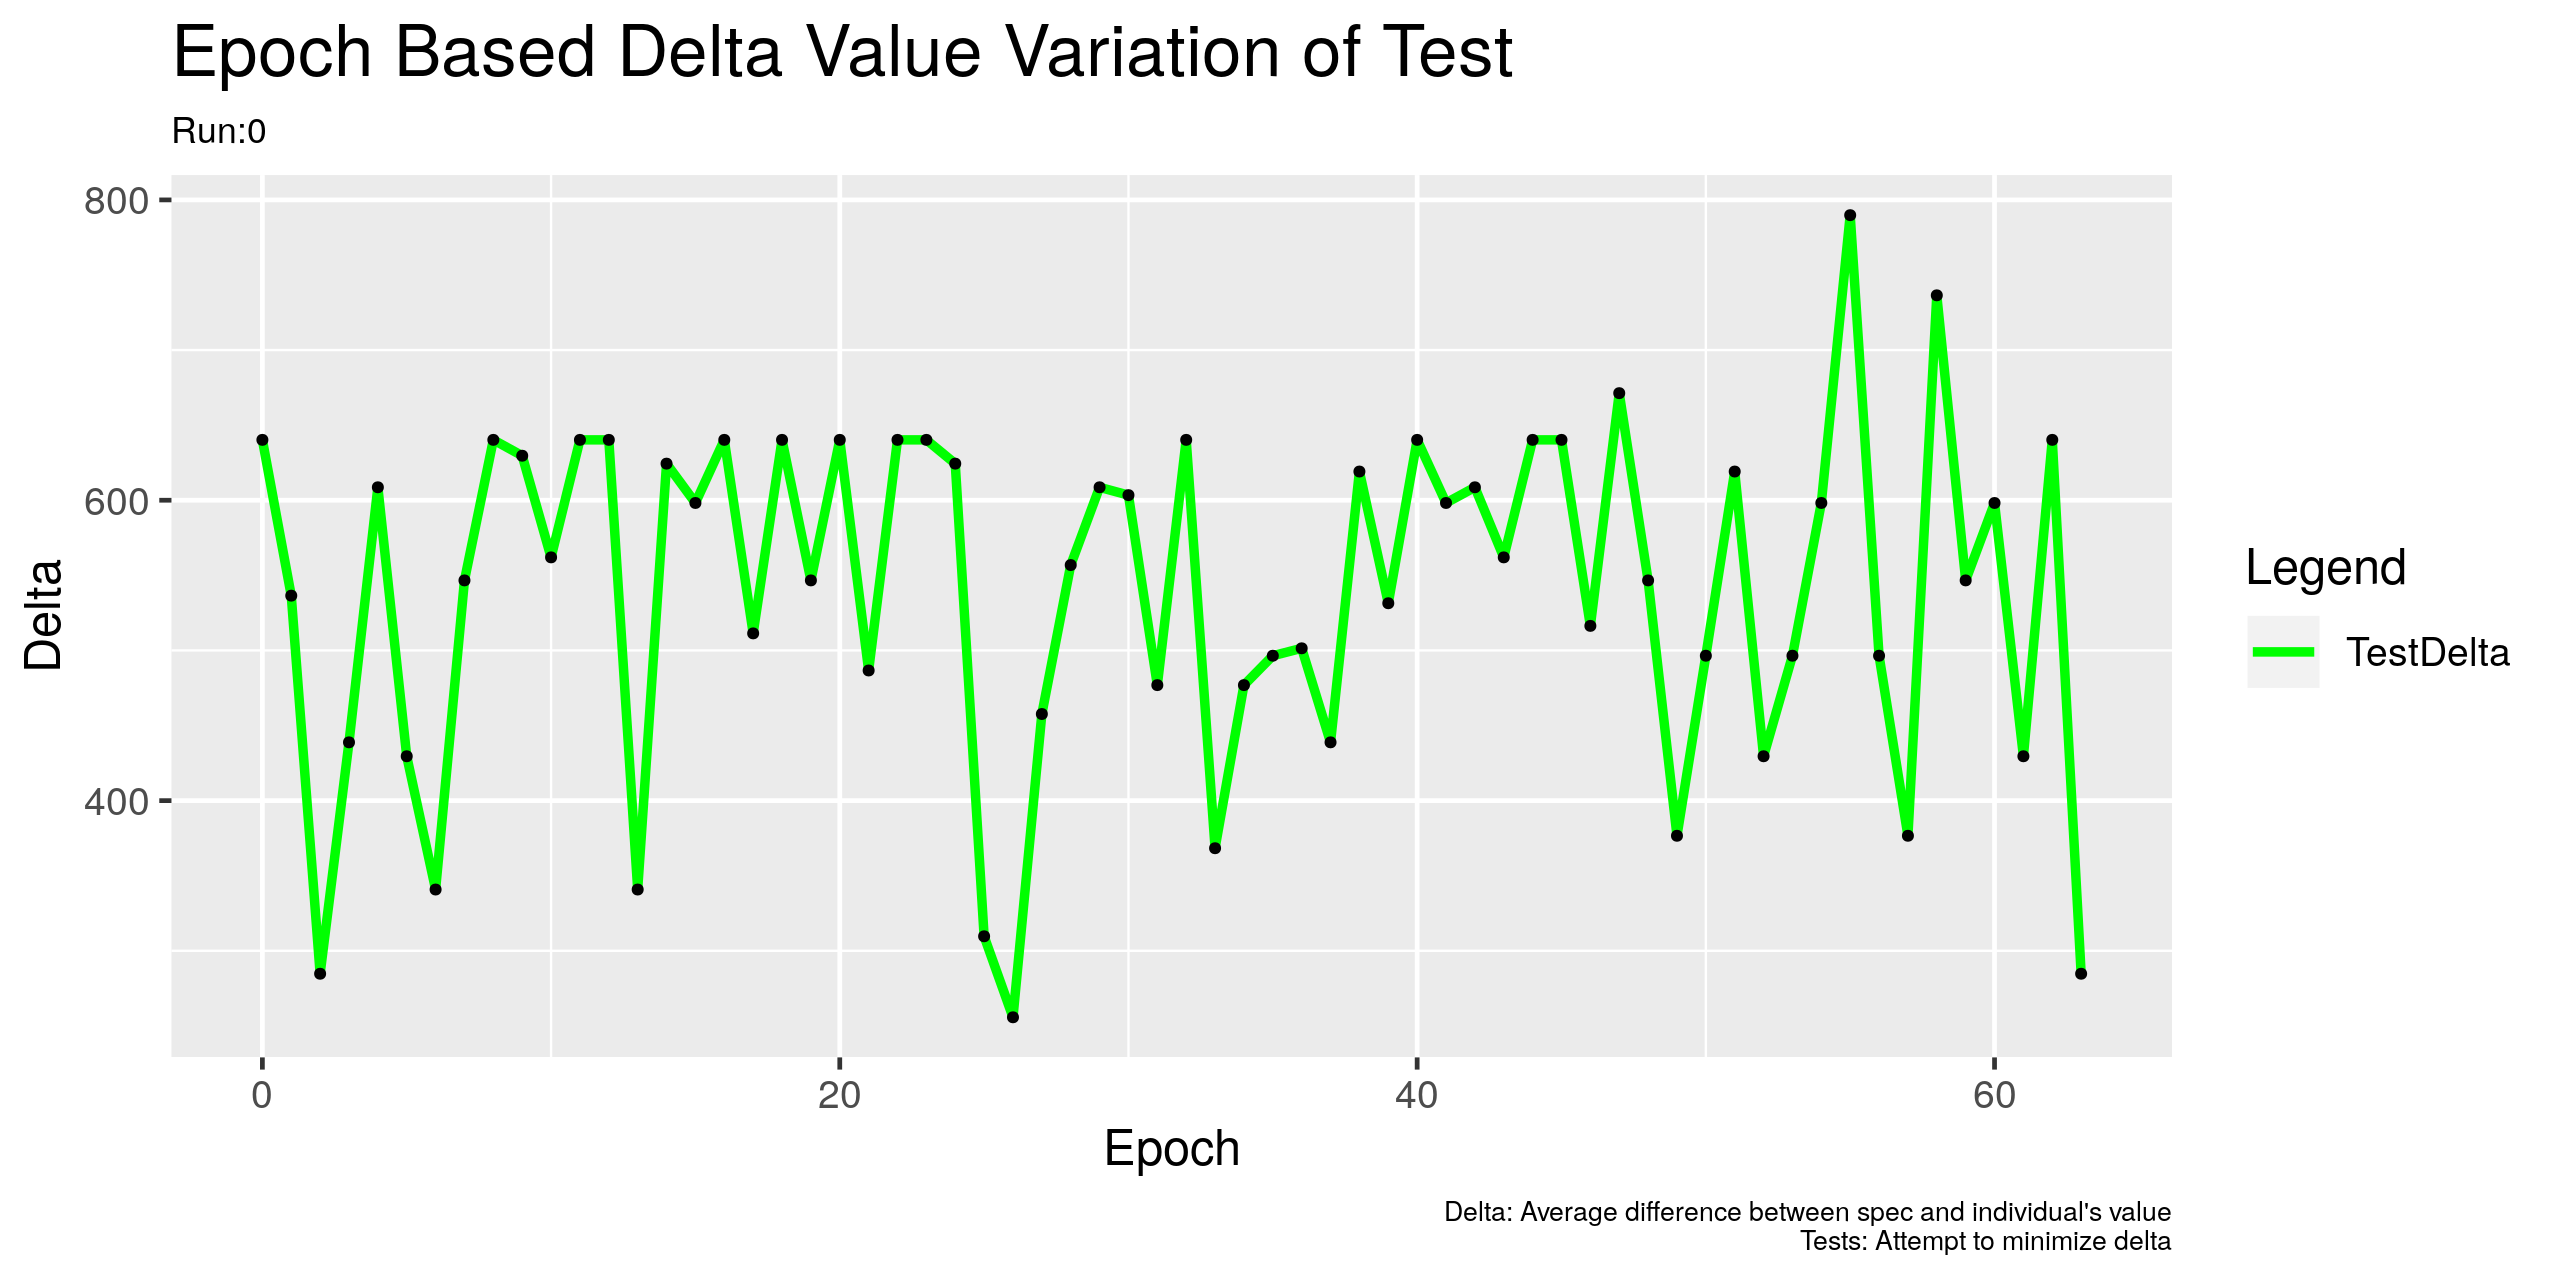 Epoch Based Delta Value Variation of Test
Run:0
800
600
400
Delta
0 20 40 60
Epoch
Legend
TestDelta
Delta: Average difference between spec and individual's value
Tests: Attempt to minimize delta